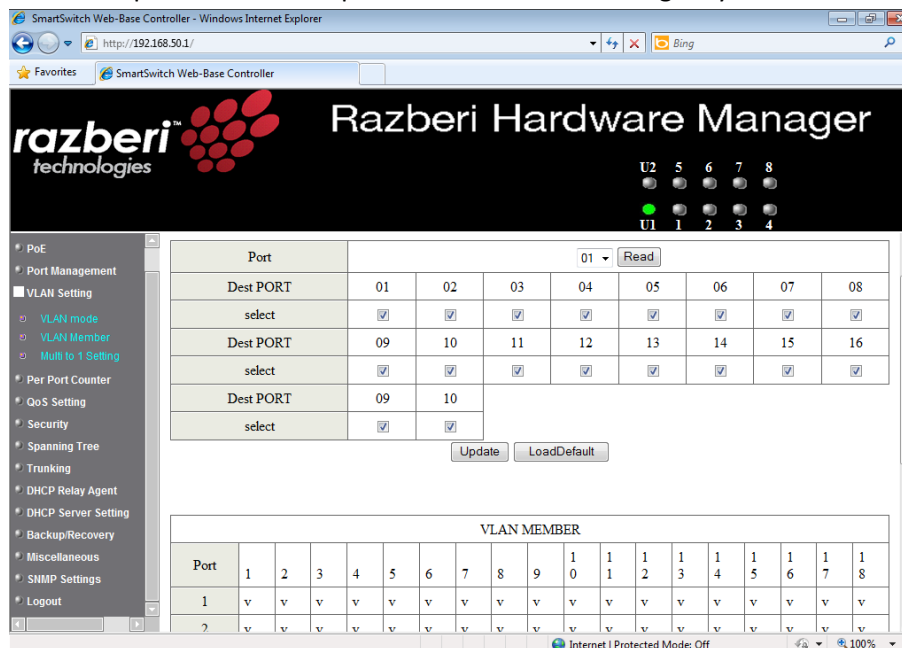 SmartSwitch Web-Base Controller - Windows Internet Explorer
http://192.168.50.1/
Bing
Favorites
SmartSwitch Web-Base Controller
razberi™
technologies
Razberi Hardware Manager
U2 5 6 7 8
U1 1 2 3 4
PoE
Port Management
VLAN Setting
VLAN mode
VLAN Member
Multi to 1 Setting
Per Port Counter
QoS Setting
Security
Spanning Tree
Trunking
DHCP Relay Agent
DHCP Server Setting
Backup/Recovery
Miscellaneous
SNMP Settings
Logout
Port 01 Read
Dest PORT 01 02 03 04 05 06 07 08
select
Dest PORT 09 10 11 12 13 14 15 16
select
Dest PORT 09 10
select
Update LoadDefault
VLAN MEMBER
Port 1 2 3 4 5 6 7 8 9 10 11 12 13 14 15 16 17 18
1 v v v v v v v v v v v v v v v v v v
2 v v v v v v v v v v v v v v v v v v
Internet | Protected Mode: Off
100%